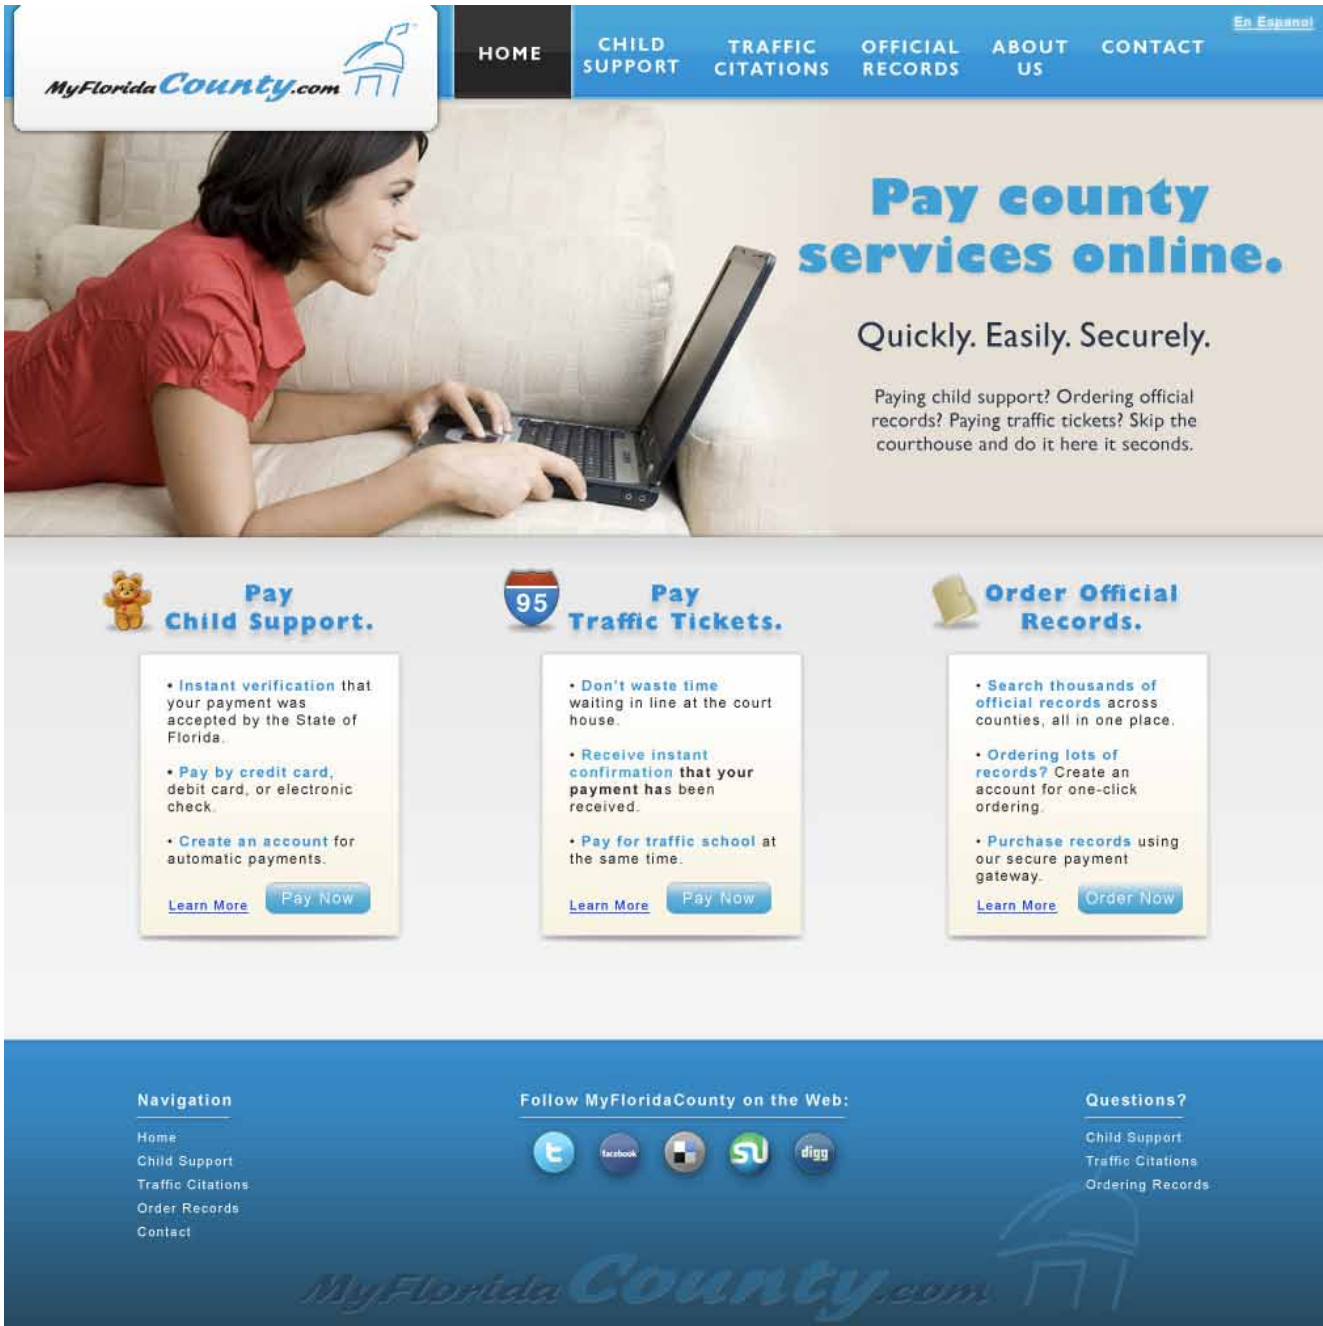 En Espanol
MyFloridaCounty.com
HOME
CHILD
SUPPORT
TRAFFIC
CITATIONS
OFFICIAL
RECORDS
ABOUT
US
CONTACT
Pay county
services online.
Quickly. Easily. Securely.
Paying child support? Ordering official
records? Paying traffic tickets? Skip the
courthouse and do it here it seconds.
Pay
Child Support.
• Instant verification that
your payment was
accepted by the State of
Florida.
• Pay by credit card,
debit card, or electronic
check.
• Create an account for
automatic payments.
Learn More
Pay Now
95
Pay
Traffic Tickets.
• Don't waste time
waiting in line at the court
house.
• Receive instant
confirmation that your
payment has been
received.
• Pay for traffic school at
the same time.
Learn More
Pay Now
Order Official
Records.
• Search thousands of
official records across
counties, all in one place.
• Ordering lots of
records? Create an
account for one-click
ordering.
• Purchase records using
our secure payment
gateway.
Learn More
Order Now
Navigation
Home
Child Support
Traffic Citations
Order Records
Contact
Follow MyFloridaCounty on the Web:
t
facebook
SU
digg
Questions?
Child Support
Traffic Citations
Ordering Records
MyFloridaCounty.com